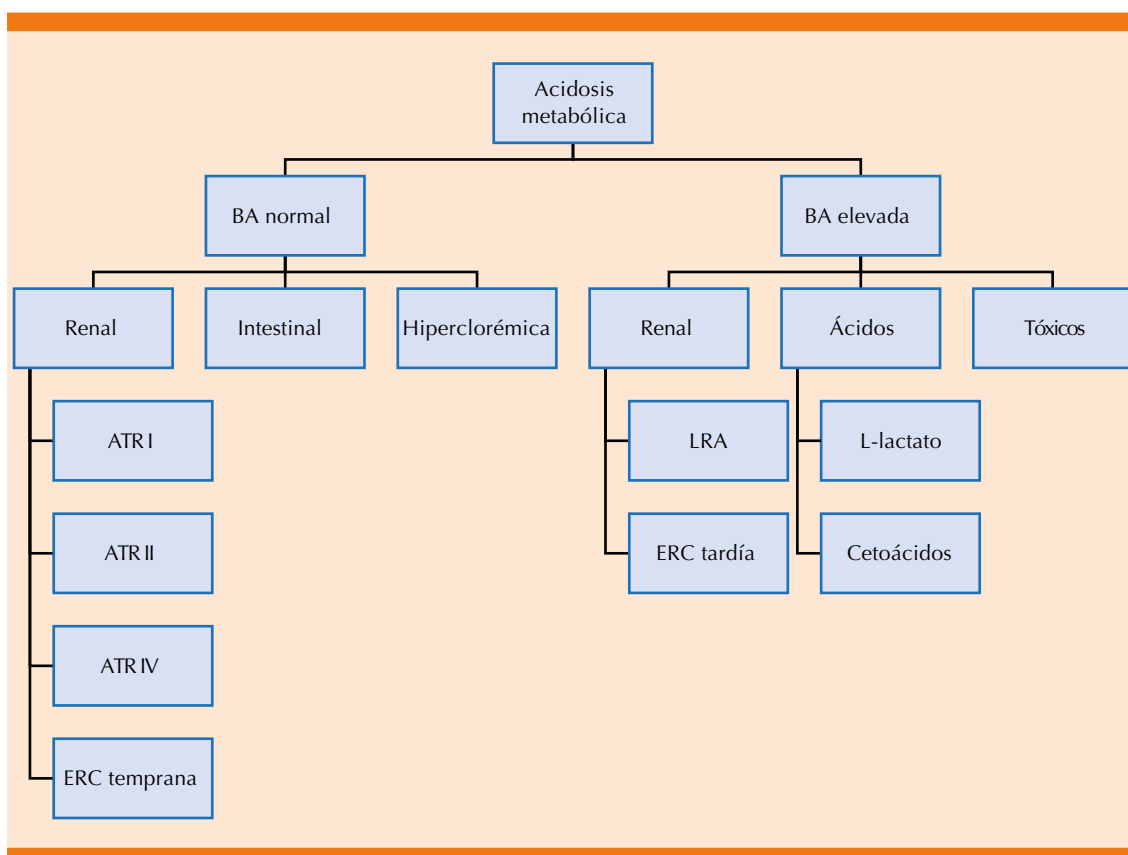 Acidosis
metabólica
BA normal
BA elevada
Renal
Intestinal
Hiperclorémica
Renal
Ácidos
Tóxicos
ATR I
LRA
L-lactato
ATR II
ERC tardía
Cetoácidos
ATR IV
ERC temprana